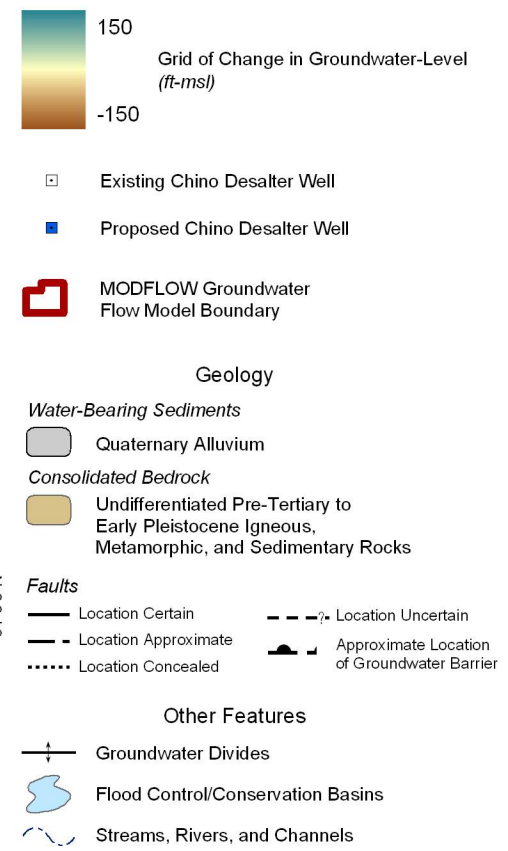 150
Grid of Change in Groundwater-Level
(ft-msl)
-150
Existing Chino Desalter Well
Proposed Chino Desalter Well
MODFLOW Groundwater
Flow Model Boundary
Geology
Water-Bearing Sediments
Quaternary Alluvium
Consolidated Bedrock
Undifferentiated Pre-Tertiary to
Early Pleistocene Igneous,
Metamorphic, and Sedimentary Rocks
Faults
Location Certain
Location Approximate
Location Concealed
? Location Uncertain
Approximate Location
of Groundwater Barrier
Other Features
Groundwater Divides
Flood Control/Conservation Basins
Streams, Rivers, and Channels